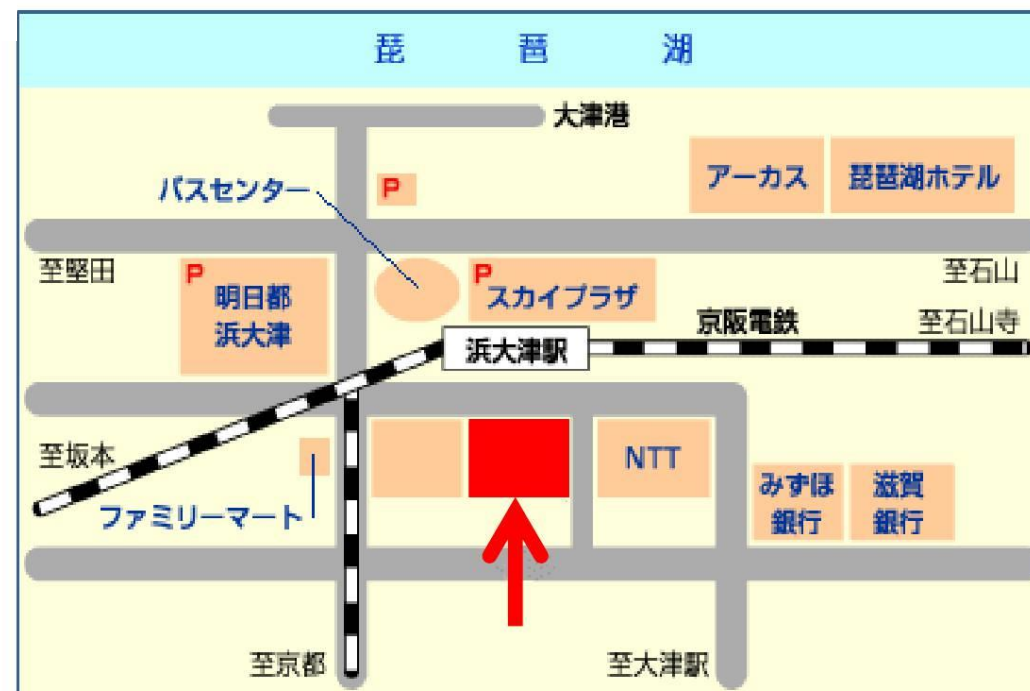 琵琶湖
大津港
アーカス
琵琶湖ホテル
バスセンター
P
至堅田
P
明日都
浜大津
P
スカイプラザ
至石山
京阪電鉄
至石山寺
浜大津駅
至坂本
ファミリーマート
NTT
みずほ
銀行
滋賀
銀行
至京都
至大津駅